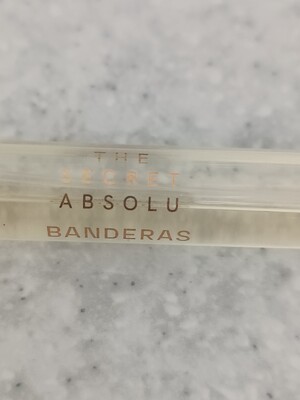 THE
SECRET
ABSOLU
BANDERAS